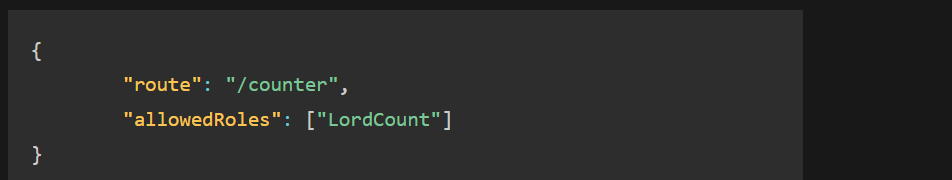 {
"route": "/counter",
"allowedRoles": ["LordCount"]
}